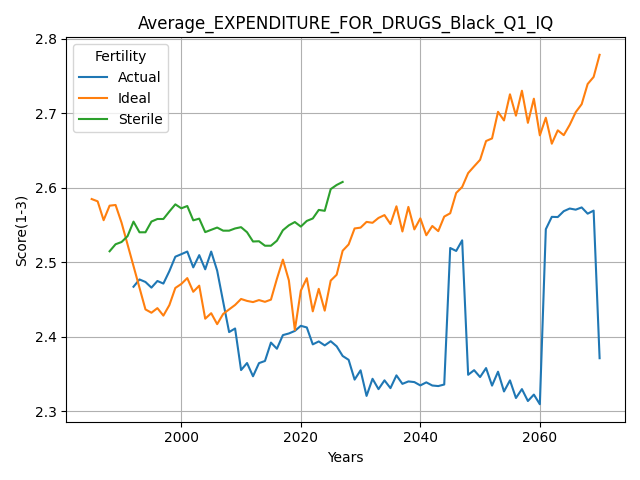 Average_EXPENDITURE_FOR_DRUGS_Black_Q1_IQ
Fertility
Actual
Ideal
Sterile
Score(1-3)
2.8
2.7
2.6
2.5
2.4
2.3
2000
2020
2040
2060
Years